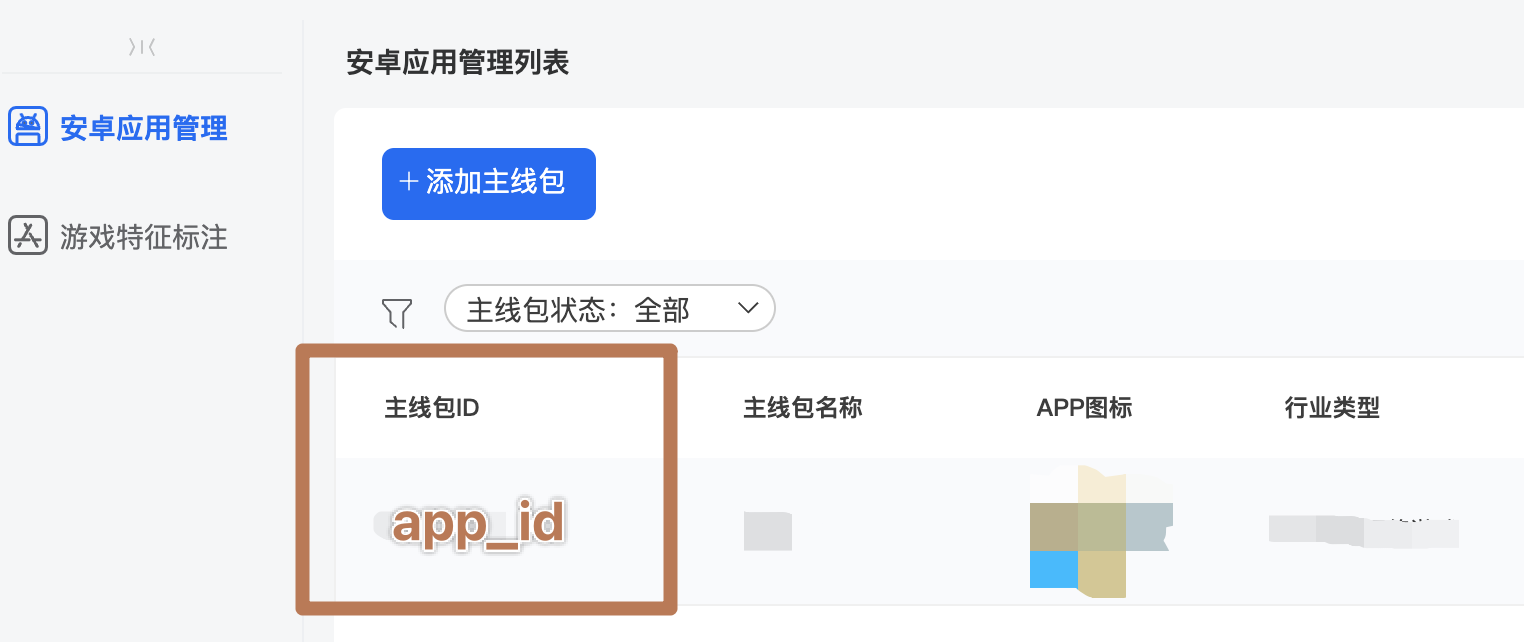 安卓应用管理列表
安卓应用管理
游戏特征标注
+ 添加主线包
主线包状态：全部
主线包ID 主线包名称 APP图标 行业类型
app_id